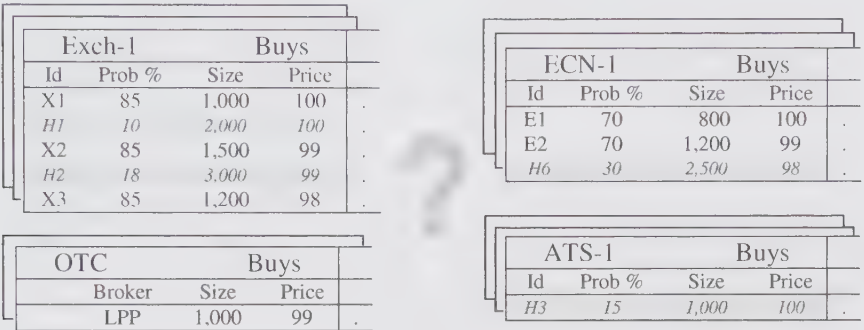 Exch-1 Buys
Id Prob % Size Price
X1 85 1,000 100 .
H1 10 2,000 100 .
X2 85 1,500 99 .
H2 18 3,000 99 .
X3 85 1,200 98 .
OTC Buys
Broker Size Price
LPP 1,000 99 .
?
ECN-1 Buys
Id Prob % Size Price
E1 70 800 100 .
E2 70 1,200 99 .
H6 30 2,500 98 .
ATS-1 Buys
Id Prob % Size Price
H3 15 1,000 100 .